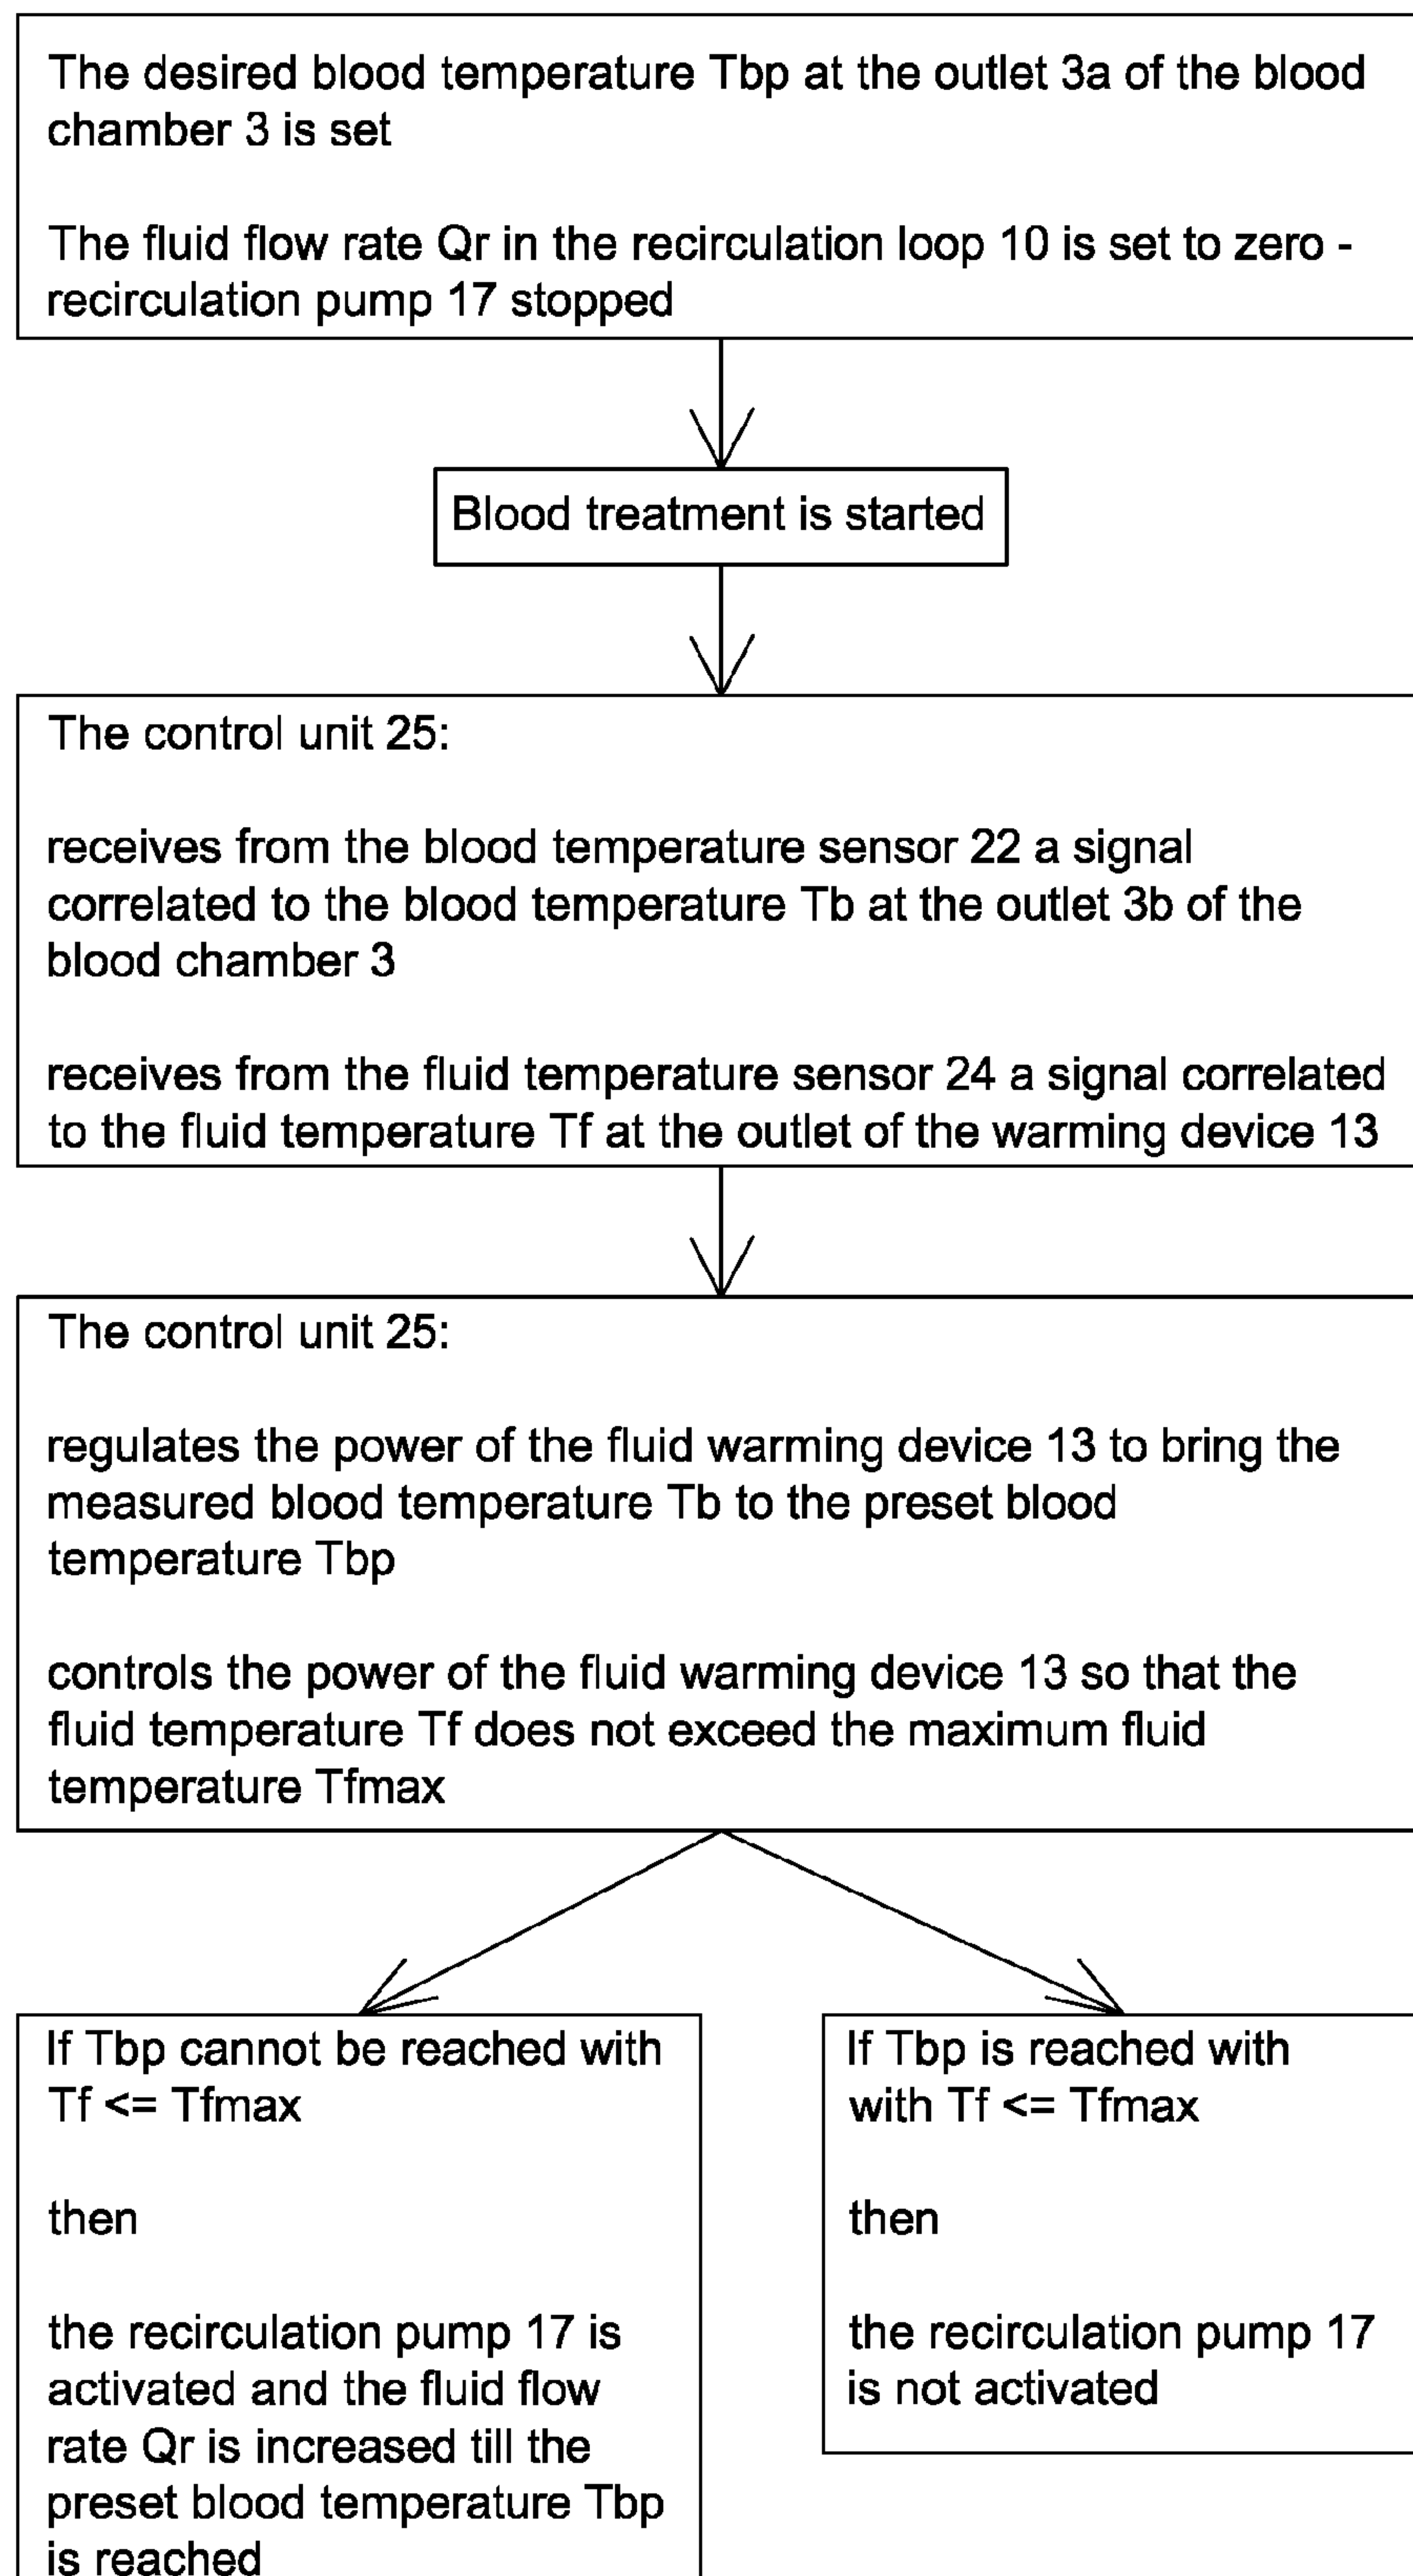 The desired blood temperature Tbp at the outlet 3a of the blood
chamber 3 is set
The fluid flow rate Qr in the recirculation loop 10 is set to zero -
recirculation pump 17 stopped
Blood treatment is started
The control unit 25:
receives from the blood temperature sensor 22 a signal
correlated to the blood temperature Tb at the outlet 3b of the
blood chamber 3
receives from the fluid temperature sensor 24 a signal correlated
to the fluid temperature Tf at the outlet of the warming device 13
The control unit 25:
regulates the power of the fluid warming device 13 to bring the
measured blood temperature Tb to the preset blood
temperature Tbp
controls the power of the fluid warming device 13 so that the
fluid temperature Tf does not exceed the maximum fluid
temperature Tfmax
If Tbp cannot be reached with
Tf <= Tfmax
then
the recirculation pump 17 is
activated and the fluid flow
rate Qr is increased till the
preset blood temperature Tbp
is reached
If Tbp is reached with
with Tf <= Tfmax
then
the recirculation pump 17
is not activated